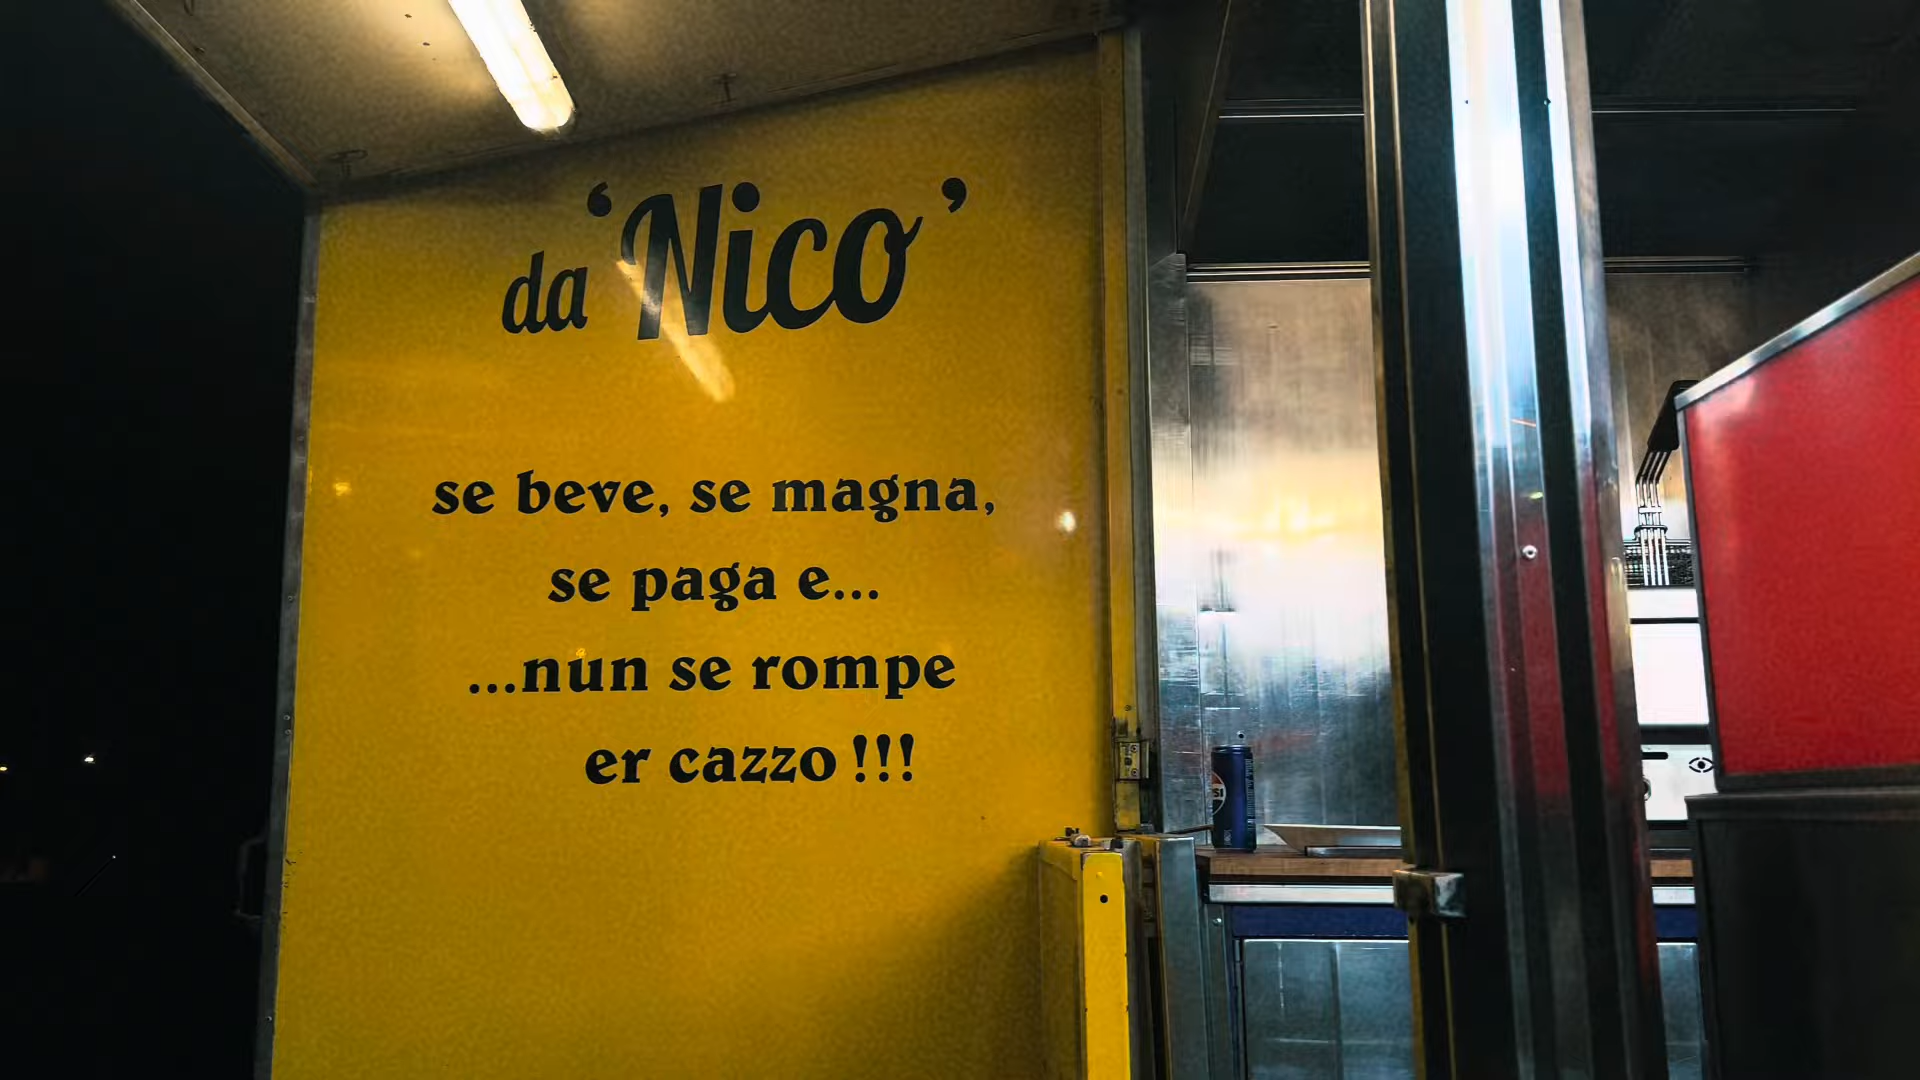 da ‘Nico’
se beve, se magna,
se paga e...
...nun se rompe
er cazzo !!!